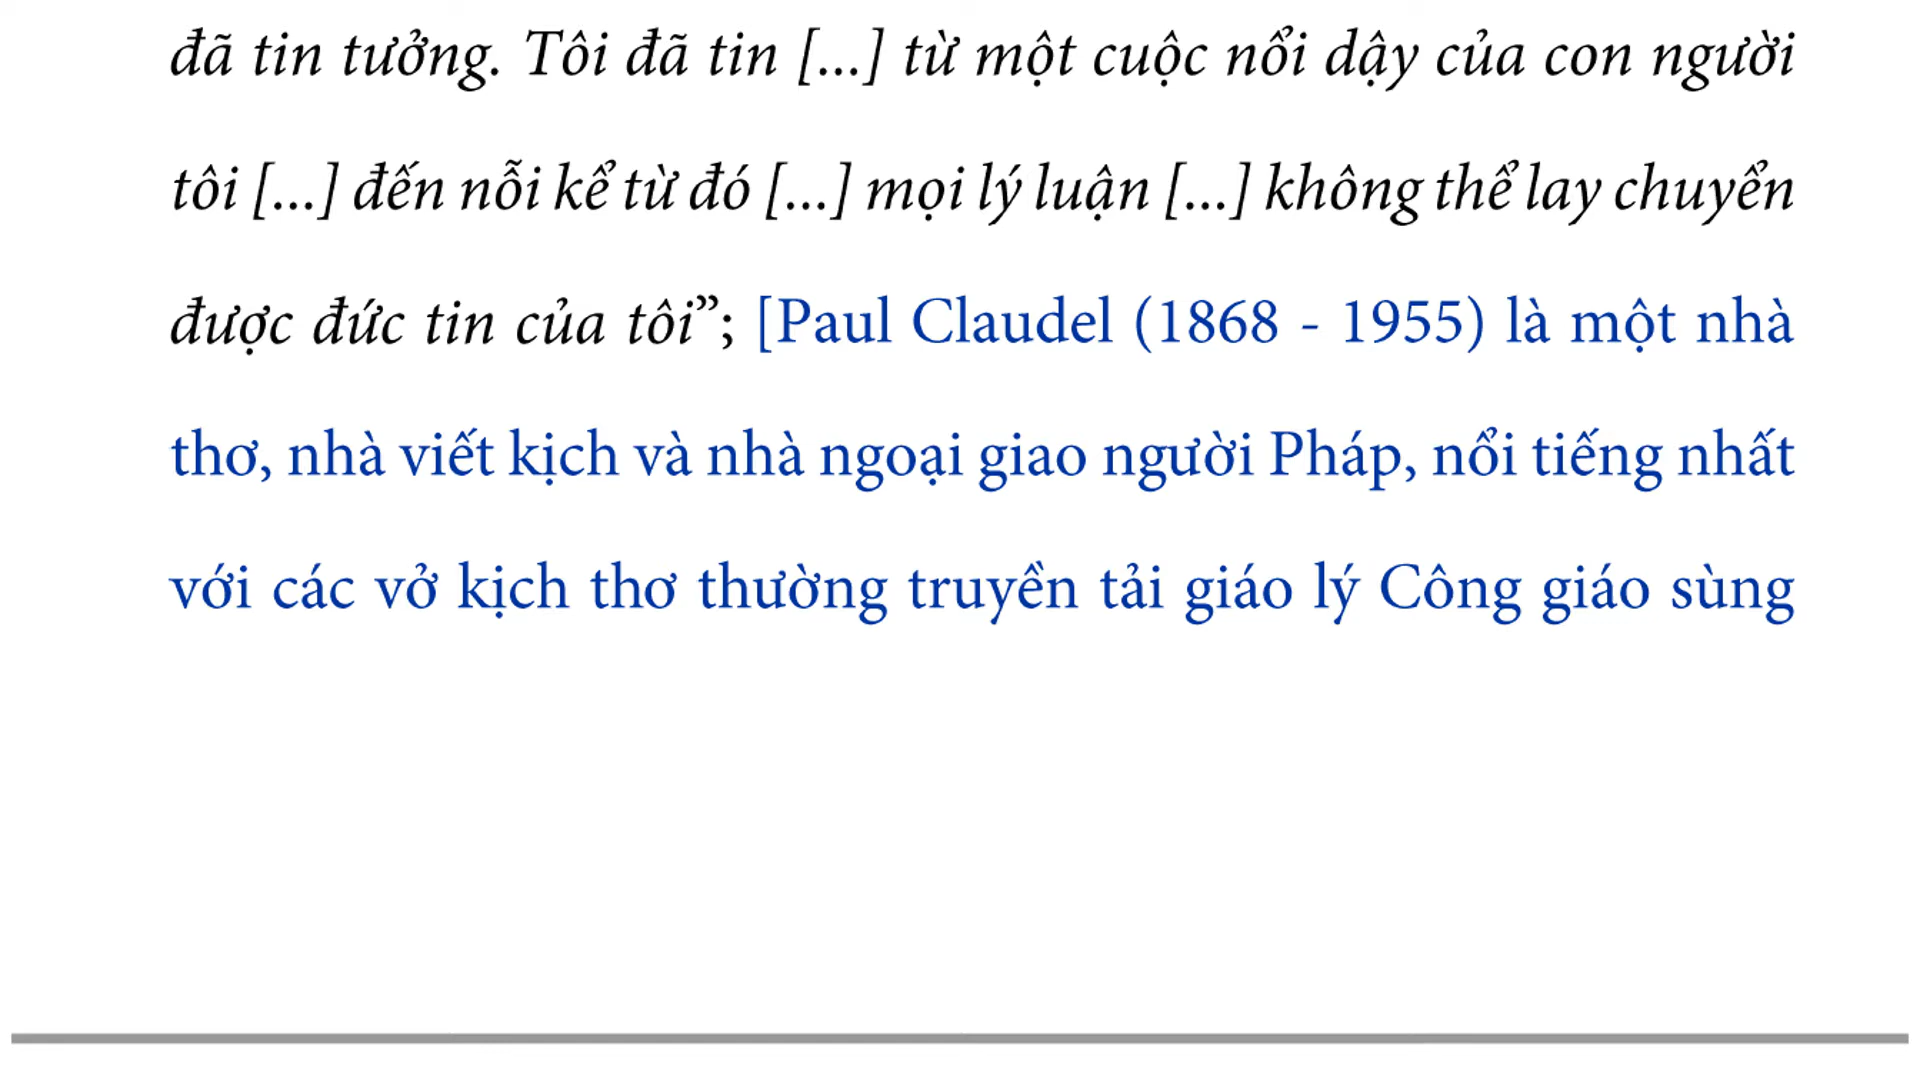 đã tin tưởng. Tôi đã tin [...] từ một cuộc nổi dậy của con người
tôi [...] đến nỗi kể từ đó [...] mọi lý luận [...] không thể lay chuyển
được đức tin của tôi”; [Paul Claudel (1868 - 1955) là một nhà
thơ, nhà viết kịch và nhà ngoại giao người Pháp, nổi tiếng nhất
với các vở kịch thơ thường truyền tải giáo lý Công giáo sùng